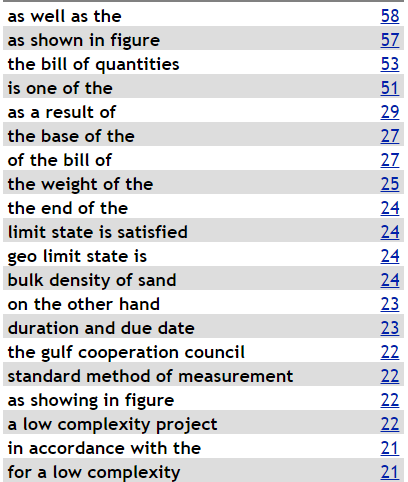 as well as the 58
as shown in figure 57
the bill of quantities 53
is one of the 51
as a result of 29
the base of the 27
of the bill of 27
the weight of the 25
the end of the 24
limit state is satisfied 24
geo limit state is 24
bulk density of sand 24
on the other hand 23
duration and due date 23
the gulf cooperation council 22
standard method of measurement 22
as showing in figure 22
a low complexity project 22
in accordance with the 21
for a low complexity 21